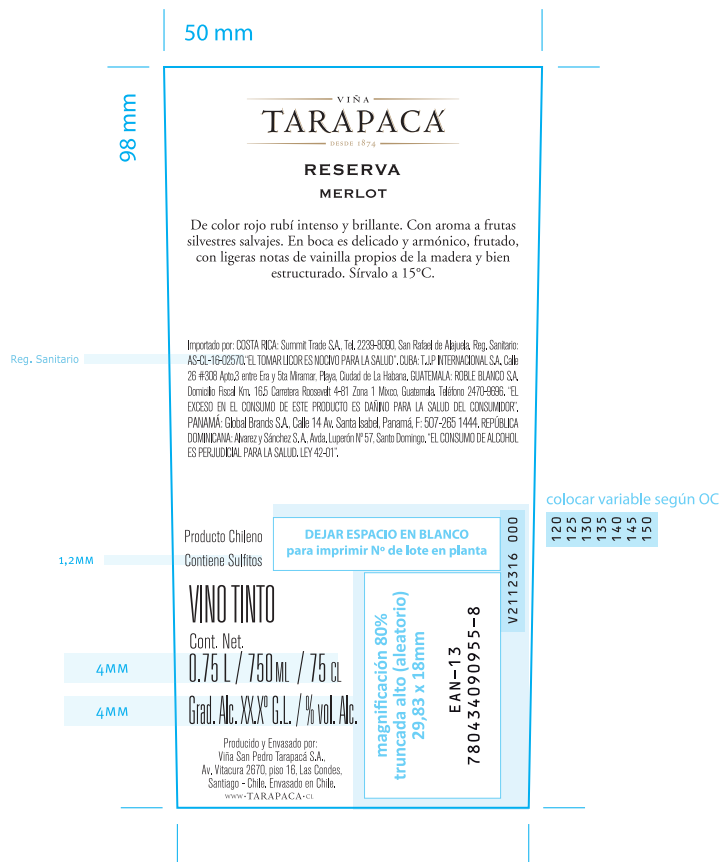 50 mm
98 mm
VIÑA
TARAPACÁ
DESDE 1874
RESERVA
MERLOT
De color rojo rubí intenso y brillante. Con aroma a frutas
silvestres salvajes. En boca es delicado y armónico, frutado,
con ligeras notas de vainilla propios de la madera y bien
estructurado. Sírvalo a 15°C.
Reg. Sanitario
Importado por: COSTA RICA: Summit Trade S.A., Tel. 2239-8090, San Rafael de Alajuela, Reg. Sanitario:
AS-CL-16-02570."EL TOMAR LICOR ES NOCIVO PARA LA SALUD". CUBA: T.J.P INTERNACIONAL S.A., Calle
26 #308 Apto.3 entre Era y 5ta Miramar, Playa, Ciudad de La Habana, GUATEMALA: ROBLE BLANCO S.A.
Domicilio Fiscal Km. 16,5 Carretera Roosevelt 4-81 Zona 1 Mixco, Guatemala. Teléfono 2470-9696. "EL
EXCESO EN EL CONSUMO DE ESTE PRODUCTO ES DAÑINO PARA LA SALUD DEL CONSUMIDOR",
PANAMÁ: Global Brands S.A., Calle 14 Av. Santa Isabel, Panamá, F: 507-265 1444. REPÚBLICA
DOMINICANA: Alvarez y Sánchez S. A. Avda, Luperón Nº 57, Santo Domingo, "EL CONSUMO DE ALCOHOL
ES PERJUDICIAL PARA LA SALUD. LEY 42-01".
colocar variable según OC
120
125
130
135
140
145
150
V2112316 000
Producto Chileno
Contiene Sulfitos
DEJAR ESPACIO EN BLANCO
para imprimir Nº de lote en planta
1,2MM
VINO TINTO
Cont. Net.
4MM
0.75 L / 750 ML / 75 CL
4MM
Grad. Alc. XX.Xº G.L. / % vol. Alc.
magnificación 80%
truncada alto (aleatorio)
29,83 x 18mm
EAN-13
7804340909 55-8
Producido y Envasado por:
Viña San Pedro Tarapacá S.A.,
Av. Vitacura 2670, piso 16, Las Condes,
Santiago - Chile. Envasado en Chile.
WWW·TARAPACA·CL